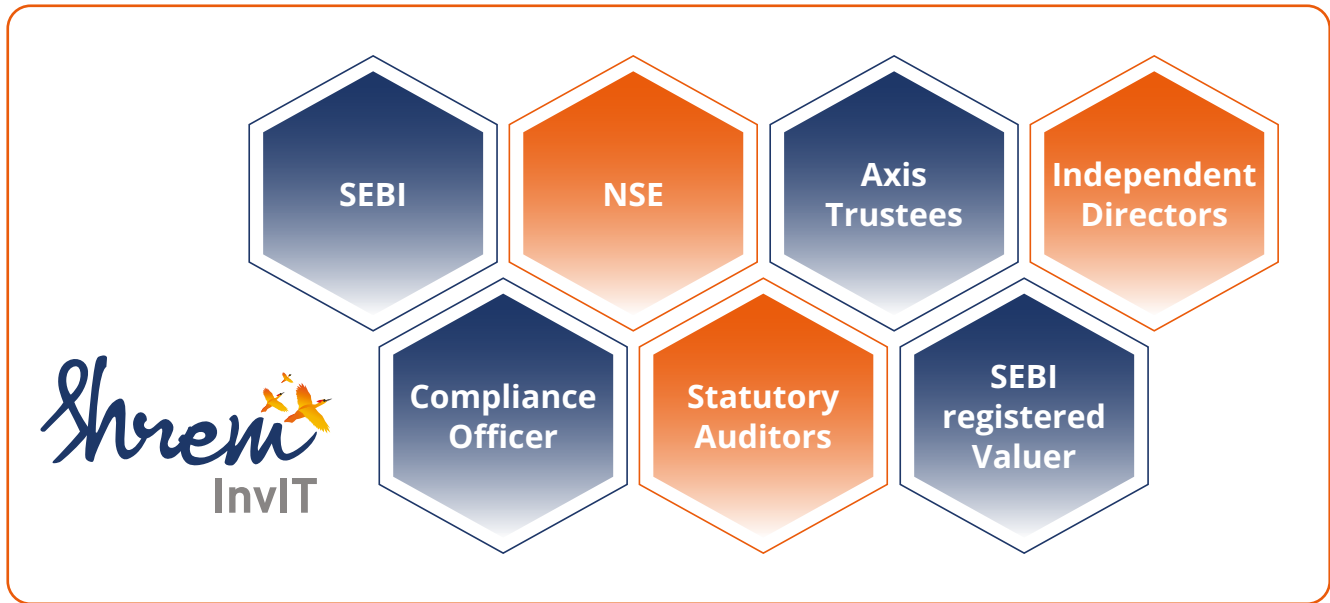 SEBI
NSE
Axis
Trustees
Independent
Directors
Compliance
Officer
Statutory
Auditors
SEBI
registered
Valuer
Shrem
InvIT